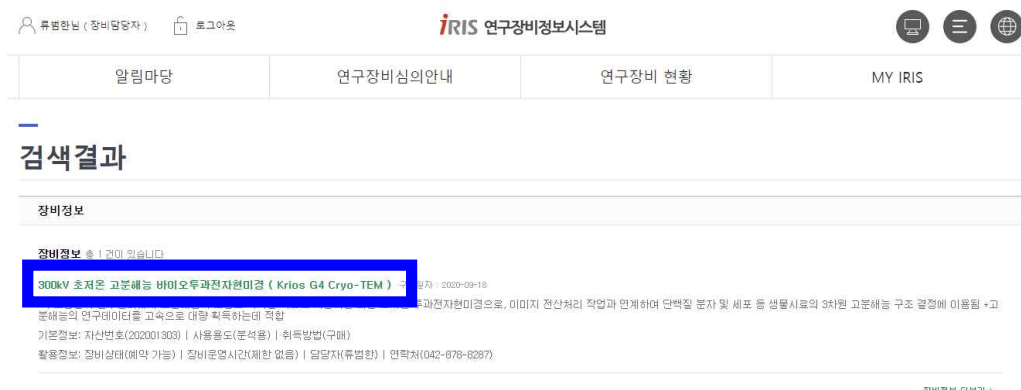 류범한님 ( 장비담당자 ) 로그아웃 iRIS 연구장비정보시스템
알림마당 연구장비심의안내 연구장비 현황 MY IRIS
검색결과
장비정보
장비정보 총 1 건이 있습니다
300kV 초저온 고분해능 바이오투과전자현미경 ( Krios G4 Cryo-TEM ) 일자 : 2020-09-18
투과전자현미경으로, 이미지 전산처리 작업과 연계하여 단백질 분자 및 세포 등 생물시료의 3차원 고분해능 구조 결정에 이용됨 +고
분해능의 연구데이터를 고속으로 대량 획득하는데 적합
기본정보: 자산번호(202001303) | 사용용도(분석용) | 취득방법(구매)
활용정보: 장비상태(예약 가능) | 장비운영시간(제한 없음) | 담당자(류범한) | 연락처(042-878-8287)